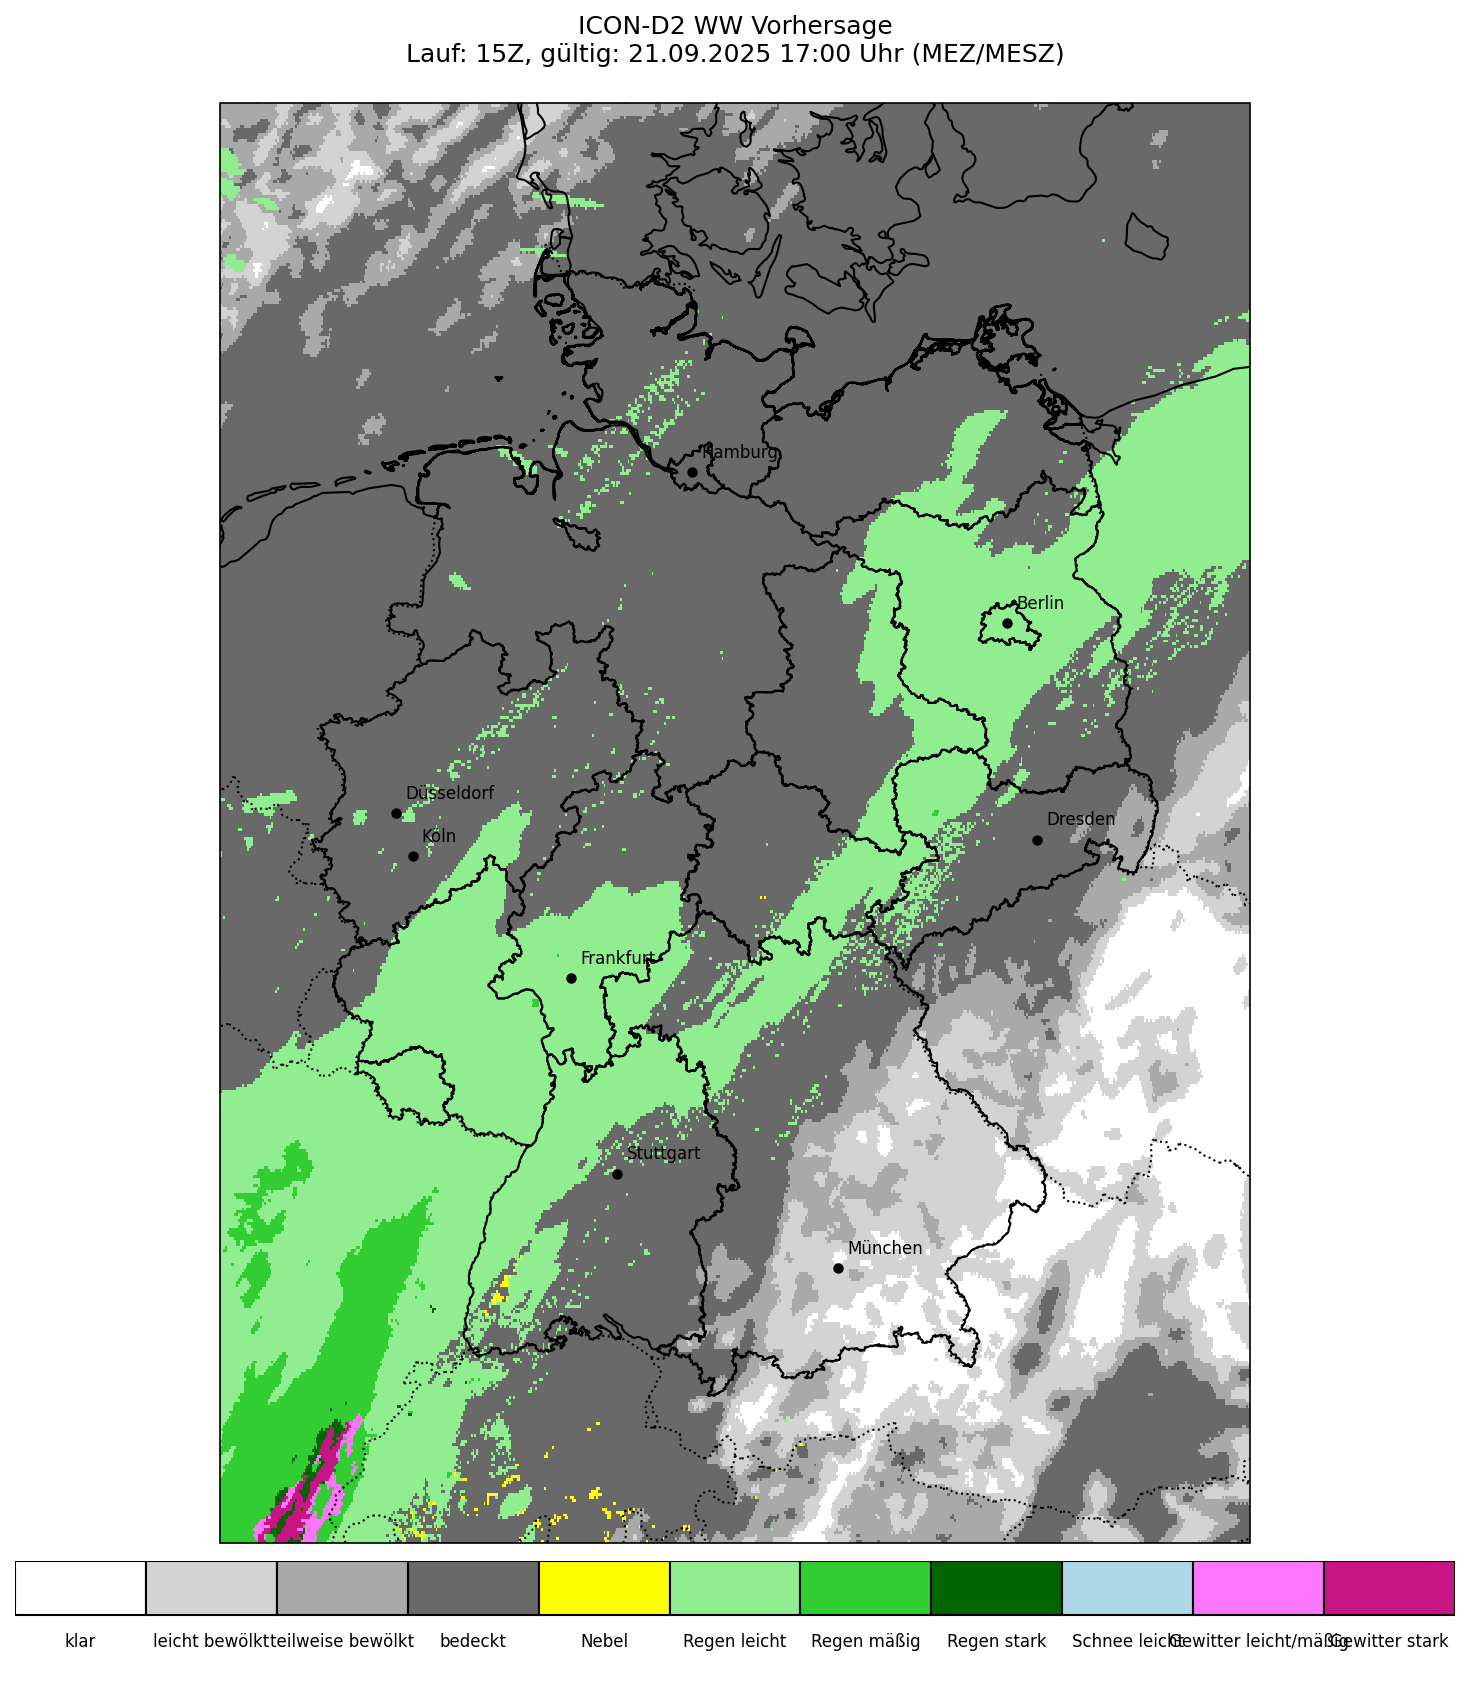 ICON-D2 WW Vorhersage
Lauf: 15Z, gültig: 21.09.2025 17:00 Uhr (MEZ/MESZ)
Hamburg
Berlin
Düsseldorf
Dresden
Köln
Frankfurt
Stuttgart
München
klar
leicht bewölkt
teilweise bewölkt
bedeckt
Nebel
Regen leicht
Regen mäßig
Regen stark
Schnee leicht
Gewitter leicht/mäßig
Gewitter stark